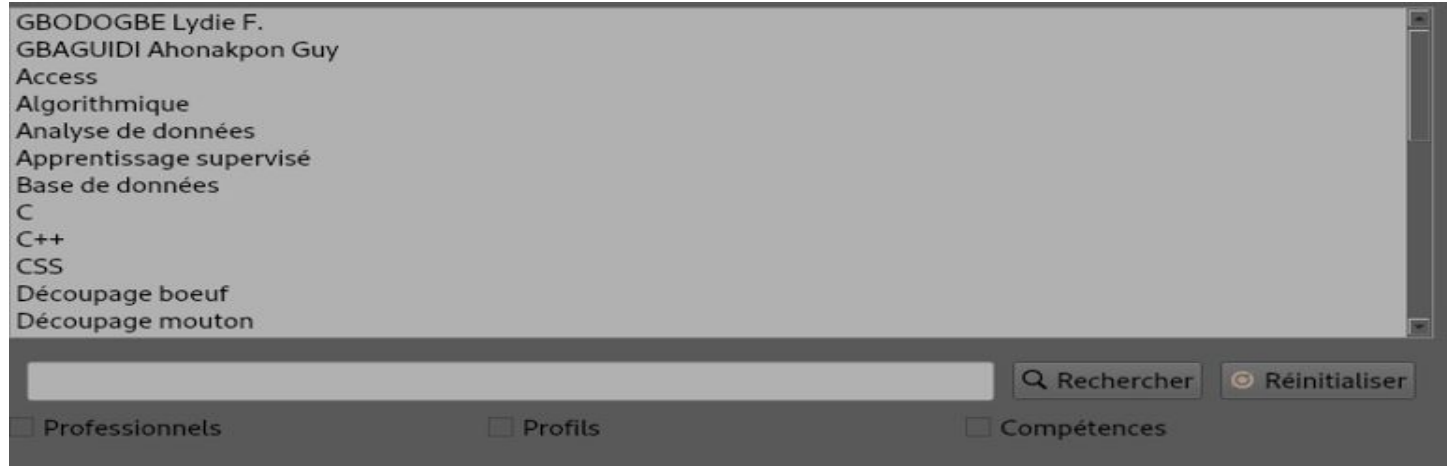 GBODOGBE Lydie F.
GBAGUIDI Ahonakpon Guy
Access
Algorithmique
Analyse de données
Apprentissage supervisé
Base de données
C
C++
CSS
Découpage boeuf
Découpage mouton
Rechercher Réinitialiser
Professionnels Profils Compétences